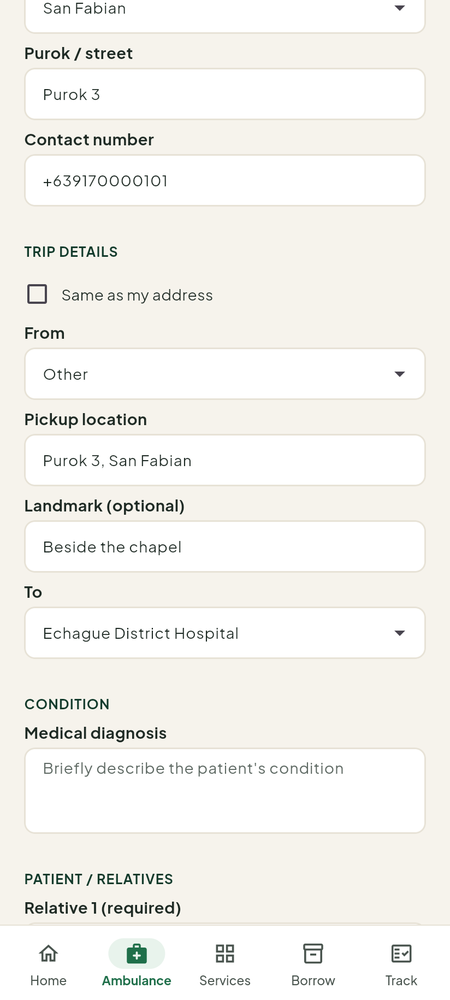 San Fabian
Purok / street
Purok 3
Contact number
+639170000101
TRIP DETAILS
Same as my address
From
Other
Pickup location
Purok 3, San Fabian
Landmark (optional)
Beside the chapel
To
Echague District Hospital
CONDITION
Medical diagnosis
Briefly describe the patient's condition
PATIENT / RELATIVES
Relative 1 (required)
Home
Ambulance
Services
Borrow
Track